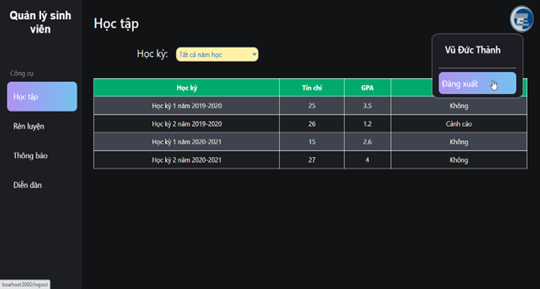 Quản lý sinh
viên
Công cụ
Học tập
Rèn luyện
Thông báo
Diễn đàn
Học tập
Học kỳ: Tất cả năm học
Vũ Đức Thành
Đăng xuất
Học kỳ Tín chỉ GPA
Học kỳ 1 năm 2019-2020 25 3.5 Không
Học kỳ 2 năm 2019-2020 26 1.2 Cảnh cáo
Học kỳ 1 năm 2020-2021 15 2.6 Không
Học kỳ 2 năm 2020-2021 27 4 Không
localhost:3000/logout